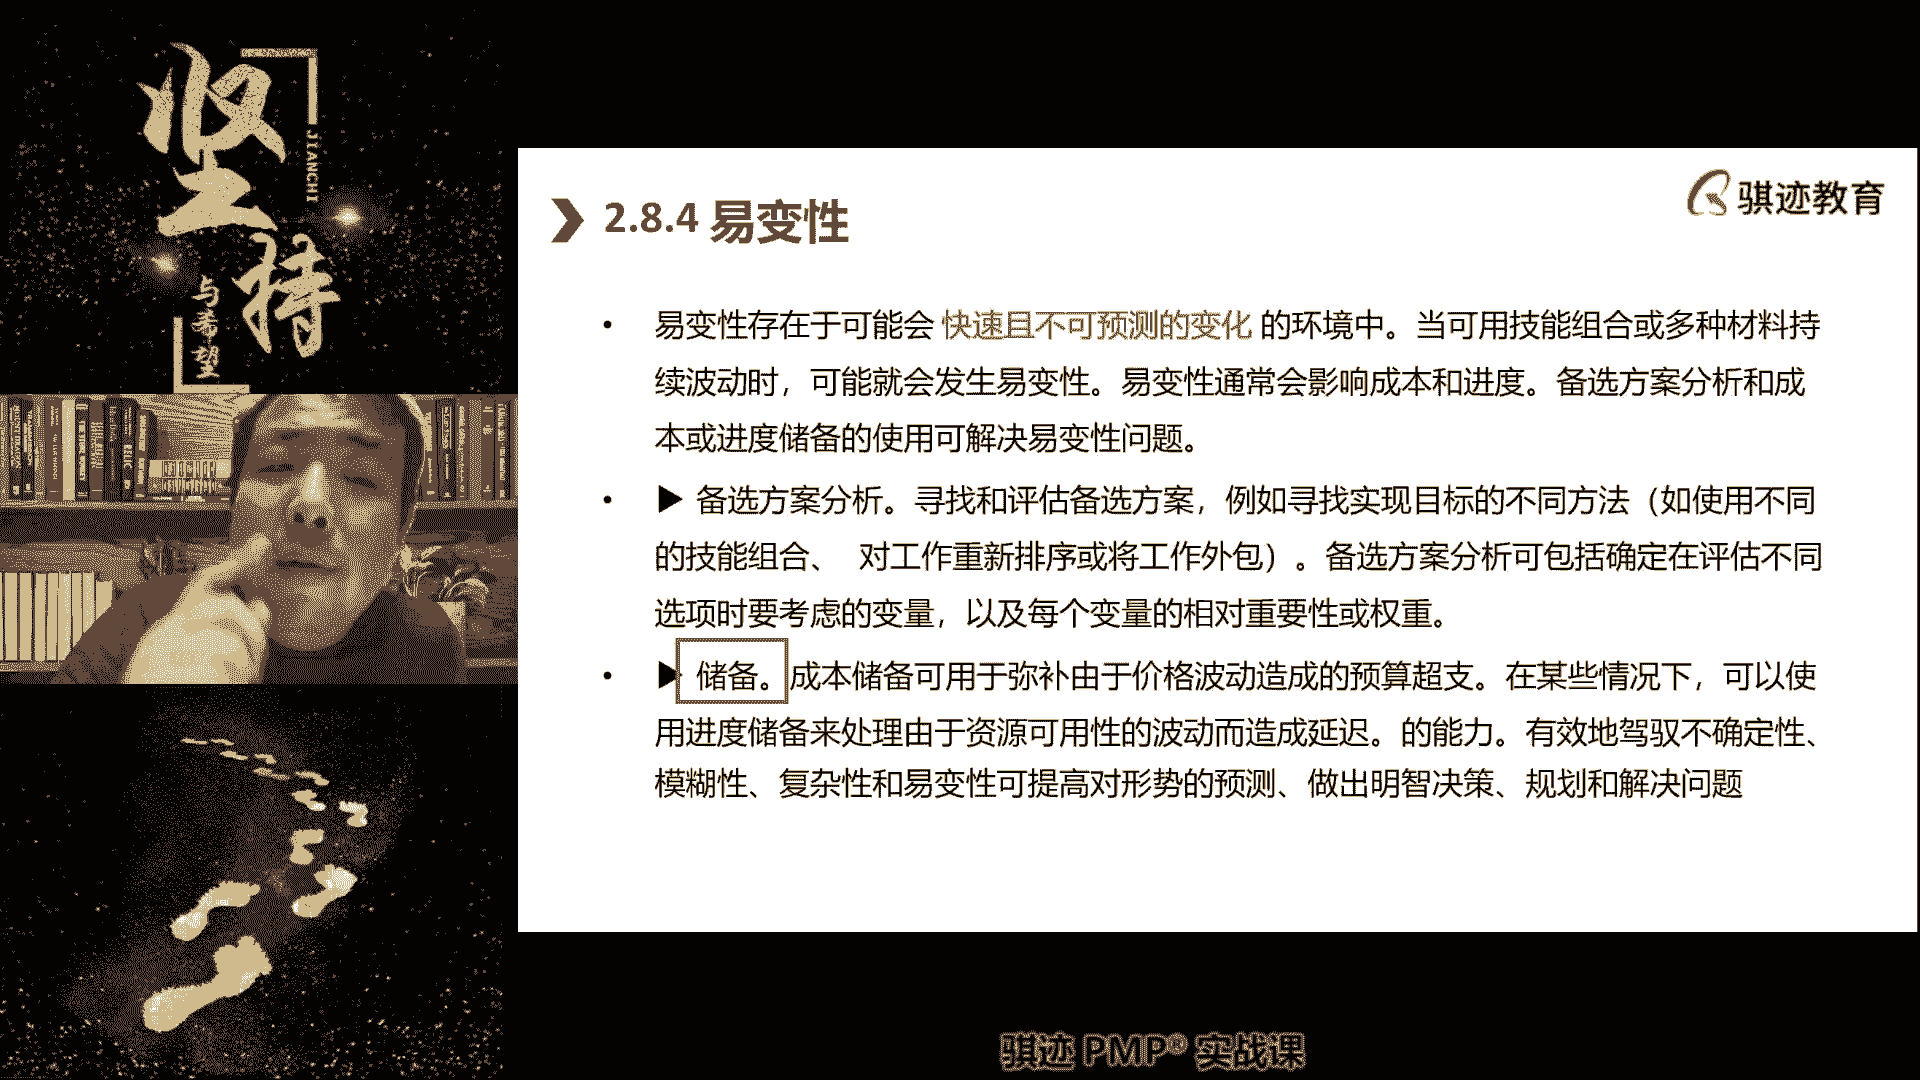 坚持
JIANCHI
与希望
骐迹教育
2.8.4 易变性
• 易变性存在于可能会 快速且不可预测的变化 的环境中。当可用技能组合或多种材料持
续波动时，可能就会发生易变性。易变性通常会影响成本和进度。备选方案分析和成
本或进度储备的使用可解决易变性问题。
• ▶ 备选方案分析。寻找和评估备选方案，例如寻找实现目标的不同方法（如使用不同
的技能组合、 对工作重新排序或将工作外包）。备选方案分析可包括确定在评估不同
选项时要考虑的变量，以及每个变量的相对重要性或权重。
• ▶ 储备。成本储备可用于弥补由于价格波动造成的预算超支。在某些情况下，可以使
用进度储备来处理由于资源可用性的波动而造成延迟。的能力。有效地驾驭不确定性、
模糊性、复杂性和易变性可提高对形势的预测、做出明智决策、规划和解决问题
骐迹 PMP® 实战课